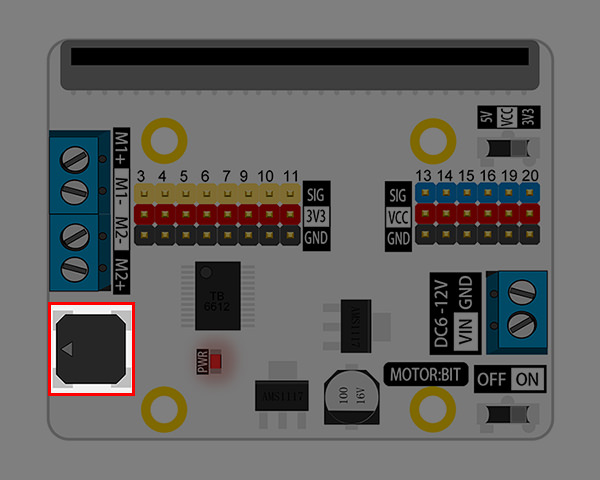 5V
VCC
3V3
M1+
M1-
M2-
M2+
3 4 5 6 7 9 10 11
SIG
3V3
GND
13 14 15 16 19 20
SIG
VCC
GND
TB
6612
AMS1117
DC6-12V
VIN GND
PWR
MOTOR:BIT
OFF ON
AMS1117
100
16V